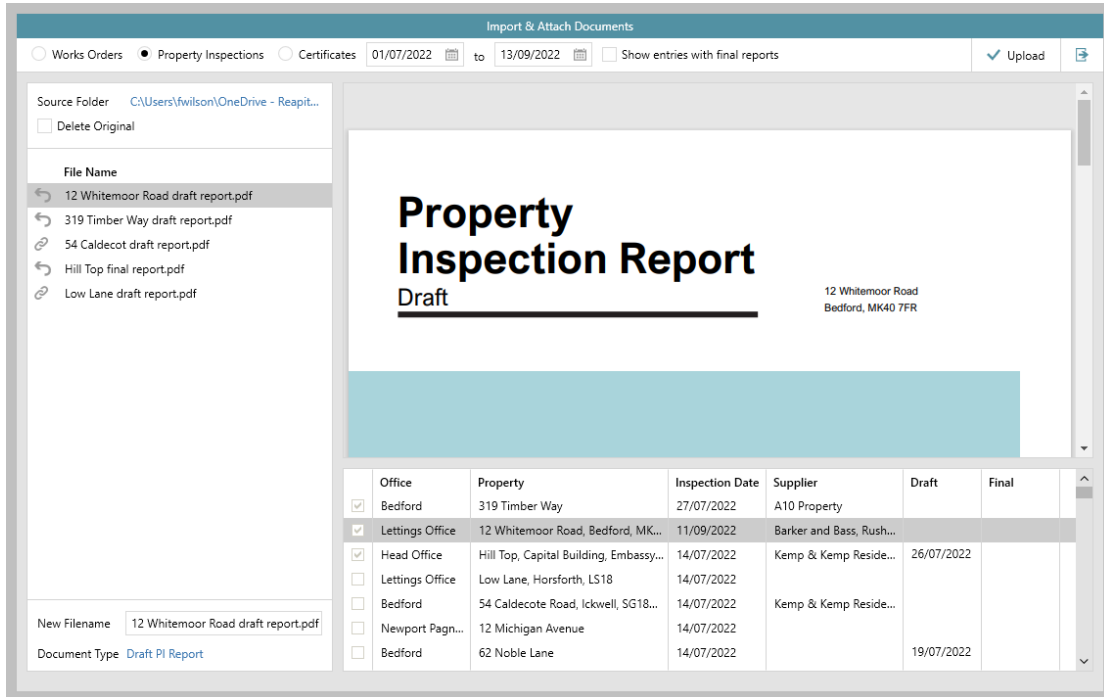 Import & Attach Documents
Works Orders Property Inspections Certificates 01/07/2022 to 13/09/2022 Show entries with final reports Upload
Source Folder C:\Users\fwilson\OneDrive - Reapit...
Delete Original
File Name
12 Whitemoor Road draft report.pdf
319 Timber Way draft report.pdf
54 Caldecot draft report.pdf
Hill Top final report.pdf
Low Lane draft report.pdf
New Filename 12 Whitemoor Road draft report.pdf
Document Type Draft PI Report
Property
Inspection Report
Draft
12 Whitemoor Road
Bedford, MK40 7FR
Office Property Inspection Date Supplier Draft Final
Bedford 319 Timber Way 27/07/2022 A10 Property
Lettings Office 12 Whitemoor Road, Bedford, MK... 11/09/2022 Barker and Bass, Rush...
Head Office Hill Top, Capital Building, Embassy... 14/07/2022 Kemp & Kemp Reside... 26/07/2022
Lettings Office Low Lane, Horsforth, LS18 14/07/2022
Bedford 54 Caldecote Road, Ickwell, SG18... 14/07/2022 Kemp & Kemp Reside...
Newport Pagn... 12 Michigan Avenue 14/07/2022
Bedford 62 Noble Lane 14/07/2022 19/07/2022